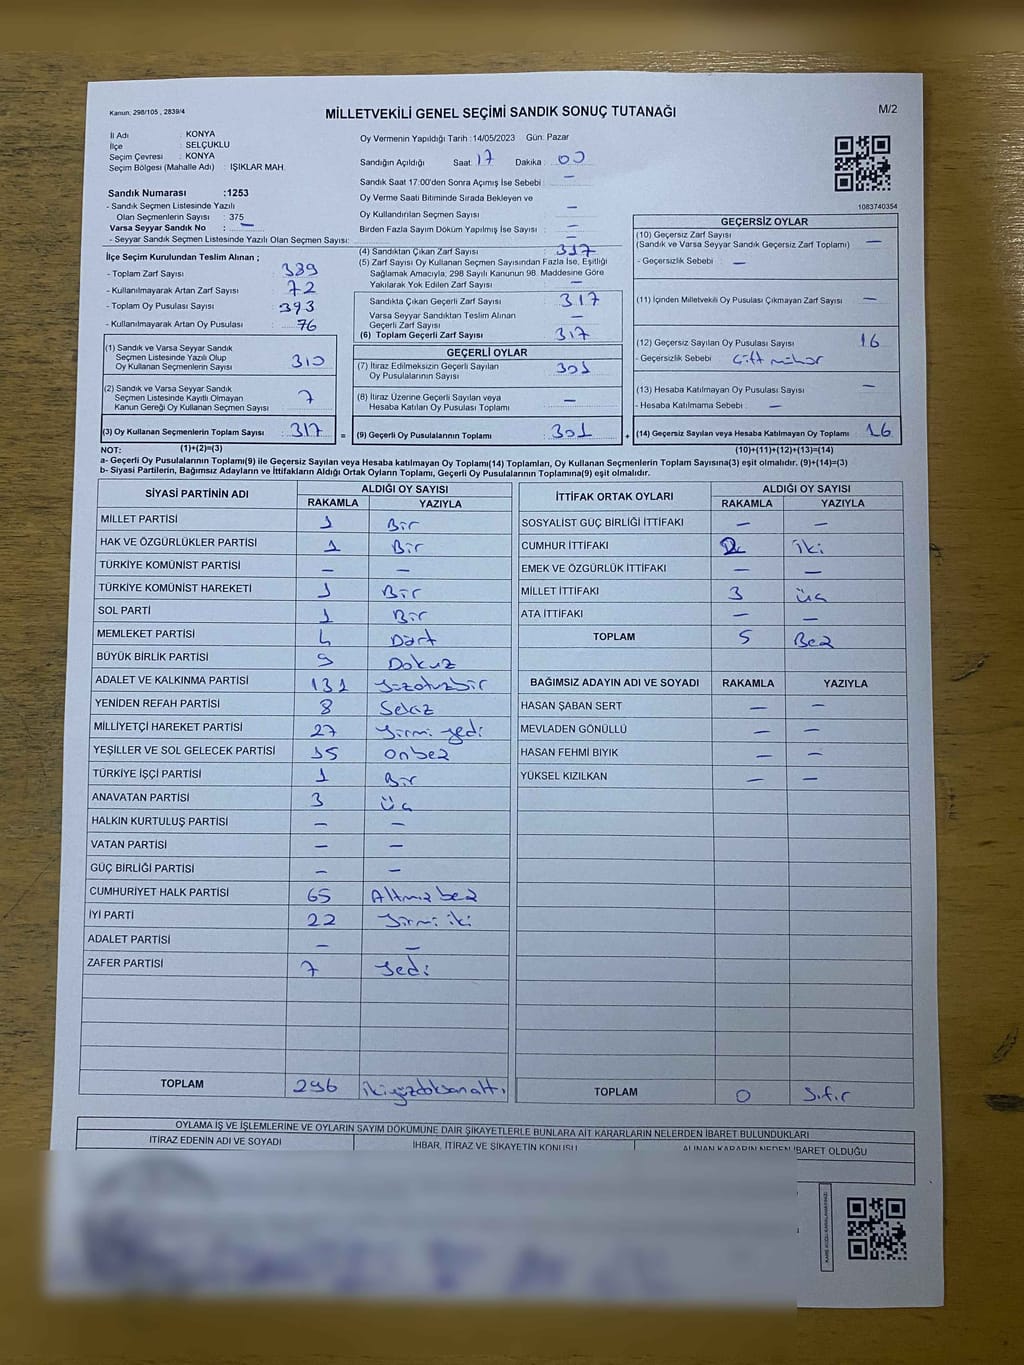 Kanun: 298/105 , 2839/4
MİLLETVEKİLİ GENEL SEÇİMİ SANDIK SONUÇ TUTANAĞI
M/2
İl Adı : KONYA
İlçe : SELÇUKLU
Seçim Çevresi : KONYA
Seçim Bölgesi (Mahalle Adı) : IŞIKLAR MAH.
Sandık Numarası :1253
- Sandık Seçmen Listesinde Yazılı
Olan Seçmenlerin Sayısı : 375
Varsa Seyyar Sandık No : —
- Seyyar Sandık Seçmen Listesinde Yazılı Olan Seçmen Sayısı: —
Oy Vermenin Yapıldığı Tarih : 14/05/2023 Gün: Pazar
Sandığın Açıldığı Saat: 17 Dakika : 00
Sandık Saat 17:00'den Sonra Açımış İse Sebebi : —
Oy Verme Saati Bitiminde Sırada Bekleyen ve
Oy Kullandırılan Seçmen Sayısı : —
Birden Fazla Sayım Döküm Yapılmış İse Sayısı : —
1083740354
İlçe Seçim Kurulundan Teslim Alınan ;
- Toplam Zarf Sayısı : 389
- Kullanılmayarak Artan Zarf Sayısı : 72
- Toplam Oy Pusulası Sayısı : 393
- Kullanılmayarak Artan Oy Pusulası : 76
(1) Sandık ve Varsa Seyyar Sandık
Seçmen Listesinde Yazılı Olup
Oy Kullanan Seçmenlerin Sayısı 310
(2) Sandık ve Varsa Seyyar Sandık
Seçmen Listesinde Kayıtlı Olmayan
Kanun Gereği Oy Kullanan Seçmen Sayısı 7
(3) Oy Kullanan Seçmenlerin Toplam Sayısı 317
(4) Sandıktan Çıkan Zarf Sayısı 317
(5) Zarf Sayısı Oy Kullanan Seçmen Sayısından Fazla İse, Eşitliği
Sağlamak Amacıyla, 298 Sayılı Kanunun 98. Maddesine Göre
Yakılarak Yok Edilen Zarf Sayısı : —
Sandıkta Çıkan Geçerli Zarf Sayısı : 317
Varsa Seyyar Sandıktan Teslim Alınan
Geçerli Zarf Sayısı : —
(6) Toplam Geçerli Zarf Sayısı : 317
GEÇERLİ OYLAR
(7) İtiraz Edilmeksizin Geçerli Sayılan
Oy Pusulalarının Sayısı : 301
(8) İtiraz Üzerine Geçerli Sayılan veya
Hesaba Katılan Oy Pusulası Toplamı : —
= (9) Geçerli Oy Pusulalarının Toplamı : 301
GEÇERSİZ OYLAR
(10) Geçersiz Zarf Sayısı : —
(Sandık ve Varsa Seyyar Sandık Geçersiz Zarf Toplamı)
- Geçersizlik Sebebi : —
(11) İçinden Milletvekili Oy Pusulası Çıkmayan Zarf Sayısı : —
(12) Geçersiz Sayılan Oy Pusulası Sayısı : 16
- Geçersizlik Sebebi : Çift mühür
(13) Hesaba Katılmayan Oy Pusulası Sayısı : —
- Hesaba Katılmama Sebebi : —
+ (14) Geçersiz Sayılan veya Hesaba Katılmayan Oy Toplamı 16
NOT: (1)+(2)=(3) (10)+(11)+(12)+(13)=(14)
a- Geçerli Oy Pusulalarının Toplamı(9) ile Geçersiz Sayılan veya Hesaba katılmayan Oy Toplamı(14) Toplamları, Oy Kullanan Seçmenlerin Toplam Sayısına(3) eşit olmalıdır. (9)+(14)=(3)
b- Siyasi Partilerin, Bağımsız Adayların ve İttifakların Aldığı Ortak Oyların Toplamı, Geçerli Oy Pusulalarının Toplamına(9) eşit olmalıdır.
SİYASİ PARTİNİN ADI ALDIĞI OY SAYISI
RAKAMLA YAZIYLA
MİLLET PARTİSİ 1 Bir
HAK VE ÖZGÜRLÜKLER PARTİSİ 1 Bir
TÜRKİYE KOMÜNİST PARTİSİ — —
TÜRKİYE KOMÜNİST HAREKETİ 1 Bir
SOL PARTİ 1 Bir
MEMLEKET PARTİSİ 4 Dört
BÜYÜK BİRLİK PARTİSİ 9 Dokuz
ADALET VE KALKINMA PARTİSİ 131 Yüzotuzbir
YENİDEN REFAH PARTİSİ 8 Sekiz
MİLLİYETÇİ HAREKET PARTİSİ 27 Yirmi yedi
YEŞİLLER VE SOL GELECEK PARTİSİ 15 Onbeş
TÜRKİYE İŞÇİ PARTİSİ 1 Bir
ANAVATAN PARTİSİ 3 Üç
HALKIN KURTULUŞ PARTİSİ — —
VATAN PARTİSİ — —
GÜÇ BİRLİĞİ PARTİSİ — —
CUMHURİYET HALK PARTİSİ 65 Altmış beş
İYİ PARTİ 22 Yirmi iki
ADALET PARTİSİ — —
ZAFER PARTİSİ 7 Yedi
TOPLAM 296 ikiyüzdoksanaltı
İTTİFAK ORTAK OYLARI ALDIĞI OY SAYISI
RAKAMLA YAZIYLA
SOSYALİST GÜÇ BİRLİĞİ İTTİFAKI — —
CUMHUR İTTİFAKI 2 iki
EMEK VE ÖZGÜRLÜK İTTİFAKI — —
MİLLET İTTİFAKI 3 üç
ATA İTTİFAKI — —
TOPLAM 5 Beş
BAĞIMSIZ ADAYIN ADI VE SOYADI RAKAMLA YAZIYLA
HASAN ŞABAN SERT — —
MEVLADEN GÖNÜLLÜ — —
HASAN FEHMİ BIYIK — —
YÜKSEL KIZILKAN — —
TOPLAM 0 Sıfır
OYLAMA İŞ VE İŞLEMLERİNE VE OYLARIN SAYIM DÖKÜMÜNE DAİR ŞİKAYETLERLE BUNLARA AİT KARARLARIN NELERDEN İBARET BULUNDUKLARI
İTİRAZ EDENİN ADI VE SOYADI
İHBAR, İTİRAZ VE ŞİKAYETİN KONUSU
ALINAN KARARIN NEDEN İBARET OLDUĞU